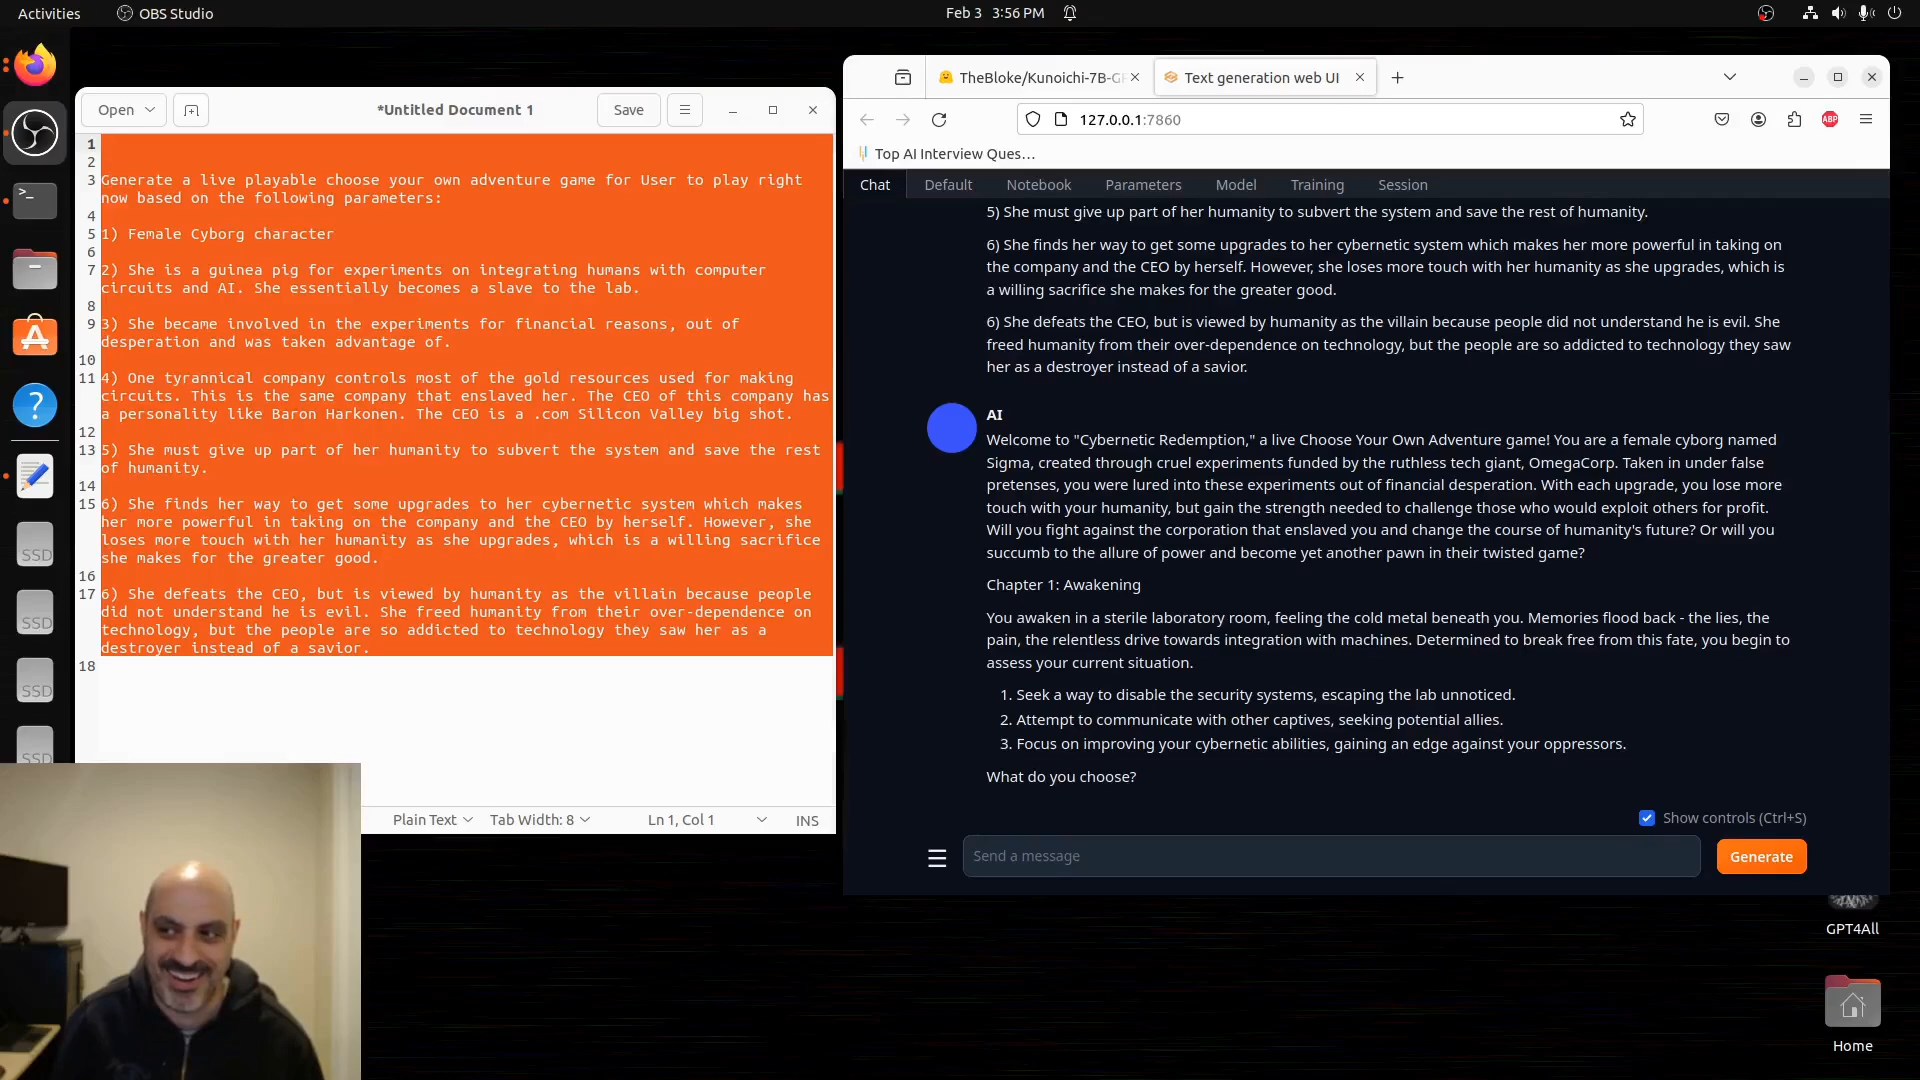 Activities
OBS Studio
Feb 3 3:56 PM
Open
*Untitled Document 1
Save
1
2
3 Generate a live playable choose your own adventure game for User to play right
now based on the following parameters:
4
5 1) Female Cyborg character
6
7 2) She is a guinea pig for experiments on integrating humans with computer
circuits and AI. She essentially becomes a slave to the lab.
8
9 3) She became involved in the experiments for financial reasons, out of
desperation and was taken advantage of.
10
11 4) One tyrannical company controls most of the gold resources used for making
circuits. This is the same company that enslaved her. The CEO of this company has
a personality like Baron Harkonen. The CEO is a .com Silicon Valley big shot.
12
13 5) She must give up part of her humanity to subvert the system and save the rest
of humanity.
14
15 6) She finds her way to get some upgrades to her cybernetic system which makes
her more powerful in taking on the company and the CEO by herself. However, she
loses more touch with her humanity as she upgrades, which is a willing sacrifice
she makes for the greater good.
16
17 6) She defeats the CEO, but is viewed by humanity as the villain because people
did not understand he is evil. She freed humanity from their over-dependence on
technology, but the people are so addicted to technology they saw her as a
destroyer instead of a savior.
18
Plain Text
Tab Width: 8
Ln 1, Col 1
INS
SSD
SSD
SSD
TheBloke/Kunoichi-7B-G
Text generation web UI
127.0.0.1:7860
ABP
Top AI Interview Ques…
Chat
Default
Notebook
Parameters
Model
Training
Session
5) She must give up part of her humanity to subvert the system and save the rest of humanity.
6) She finds her way to get some upgrades to her cybernetic system which makes her more powerful in taking on
the company and the CEO by herself. However, she loses more touch with her humanity as she upgrades, which is
a willing sacrifice she makes for the greater good.
6) She defeats the CEO, but is viewed by humanity as the villain because people did not understand he is evil. She
freed humanity from their over-dependence on technology, but the people are so addicted to technology they saw
her as a destroyer instead of a savior.
AI
Welcome to "Cybernetic Redemption," a live Choose Your Own Adventure game! You are a female cyborg named
Sigma, created through cruel experiments funded by the ruthless tech giant, OmegaCorp. Taken in under false
pretenses, you were lured into these experiments out of financial desperation. With each upgrade, you lose more
touch with your humanity, but gain the strength needed to challenge those who would exploit others for profit.
Will you fight against the corporation that enslaved you and change the course of humanity's future? Or will you
succumb to the allure of power and become yet another pawn in their twisted game?
Chapter 1: Awakening
You awaken in a sterile laboratory room, feeling the cold metal beneath you. Memories flood back - the lies, the
pain, the relentless drive towards integration with machines. Determined to break free from this fate, you begin to
assess your current situation.
1. Seek a way to disable the security systems, escaping the lab unnoticed.
2. Attempt to communicate with other captives, seeking potential allies.
3. Focus on improving your cybernetic abilities, gaining an edge against your oppressors.
What do you choose?
Show controls (Ctrl+S)
Send a message
Generate
GPT4All
Home